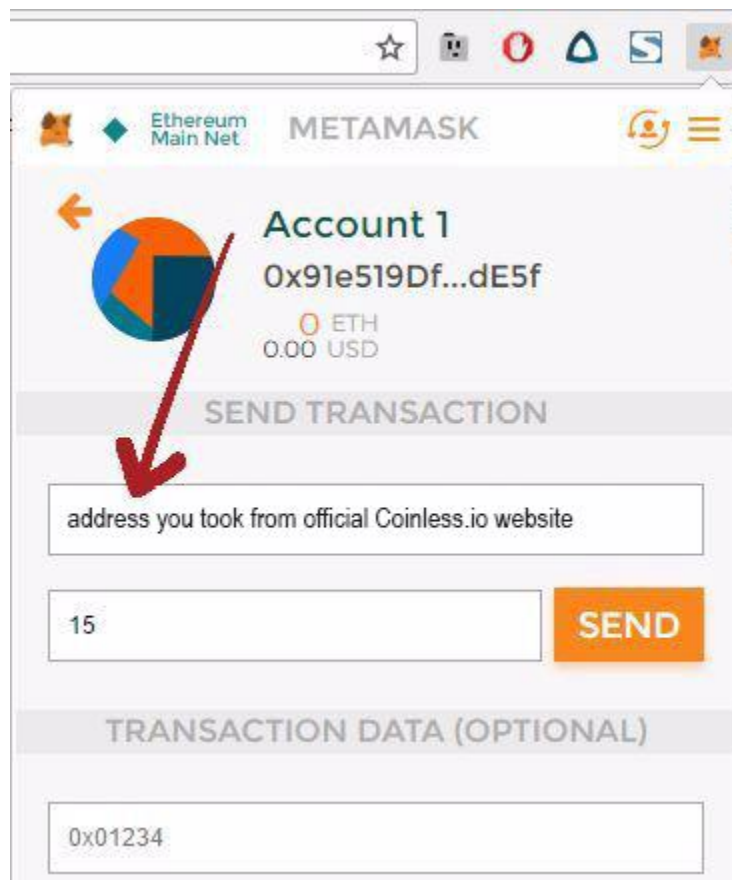 Ethereum
Main Net
METAMASK
Account 1
0x91e519Df...dE5f
0 ETH
0.00 USD
SEND TRANSACTION
address you took from official Coinless.io website
15
SEND
TRANSACTION DATA (OPTIONAL)
0x01234